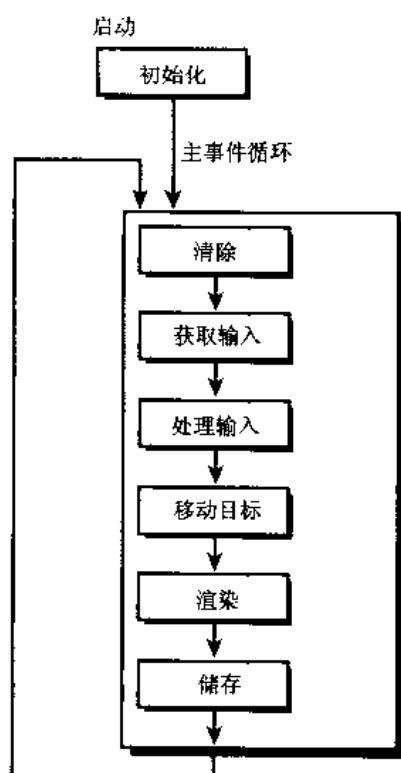 启动
初始化
主事件循环
清除
获取输入
处理输入
移动目标
渲染
储存